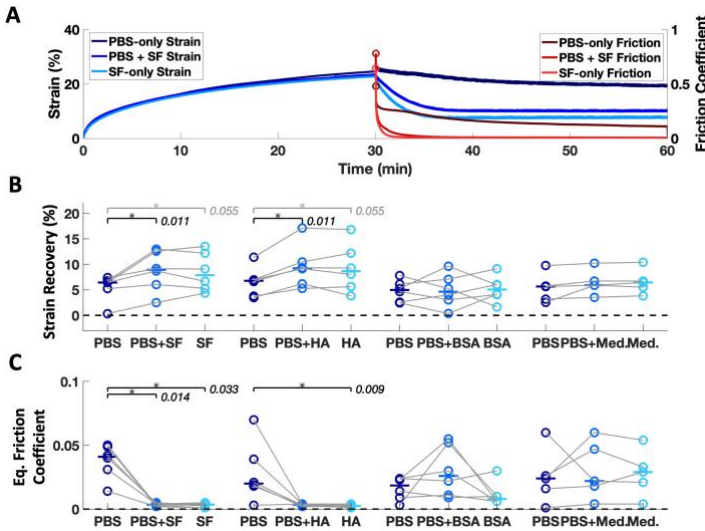 A
40
20
0
Strain (%)
PBS-only Strain
PBS + SF Strain
SF-only Strain
PBS-only Friction
PBS + SF Friction
SF-only Friction
1
0.5
0
Friction Coefficient
0 10 20 30 40 50 60
Time (min)
B
Strain Recovery (%)
20
15
10
5
0
* 0.055
* 0.011
* 0.055
* 0.011
PBS PBS+SF SF PBS PBS+HA HA PBS PBS+BSA BSA PBS PBS+Med. Med.
C
Eq. Friction
Coefficient
0.1
0.05
0
* 0.033
* 0.014
* 0.009
PBS PBS+SF SF PBS PBS+HA HA PBS PBS+BSA BSA PBS PBS+Med. Med.